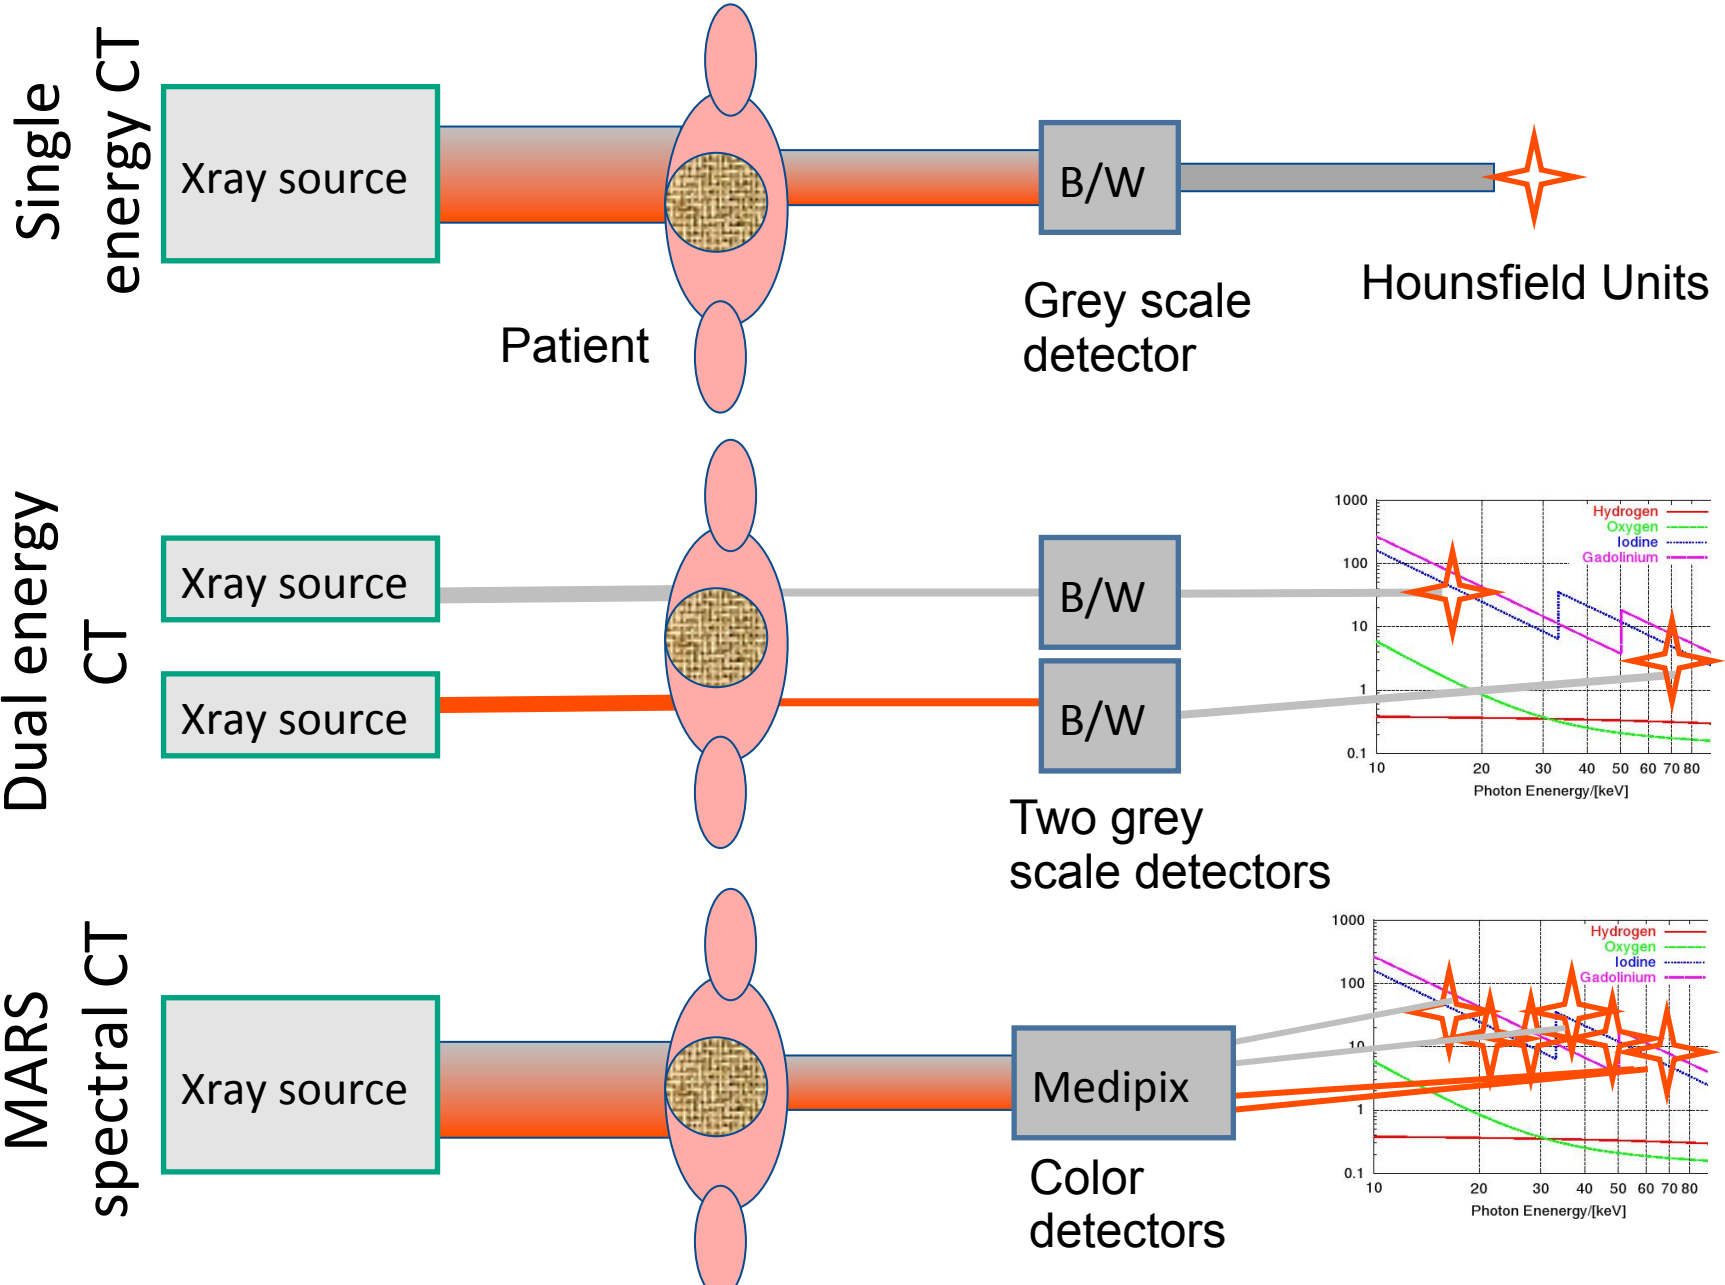 Single
energy CT
Xray source
B/W
Patient
Grey scale
detector
Hounsfield Units
Dual energy
CT
Xray source
Xray source
B/W
B/W
Two grey
scale detectors
1000
100
10
1
0.1
Hydrogen
Oxygen
Iodine
Gadolinium
10 20 30 40 50 60 70 80
Photon Enenergy/[keV]
MARS
spectral CT
Xray source
Medipix
Color
detectors
1000
100
10
1
0.1
Hydrogen
Oxygen
Iodine
Gadolinium
10 20 30 40 50 60 70 80
Photon Enenergy/[keV]